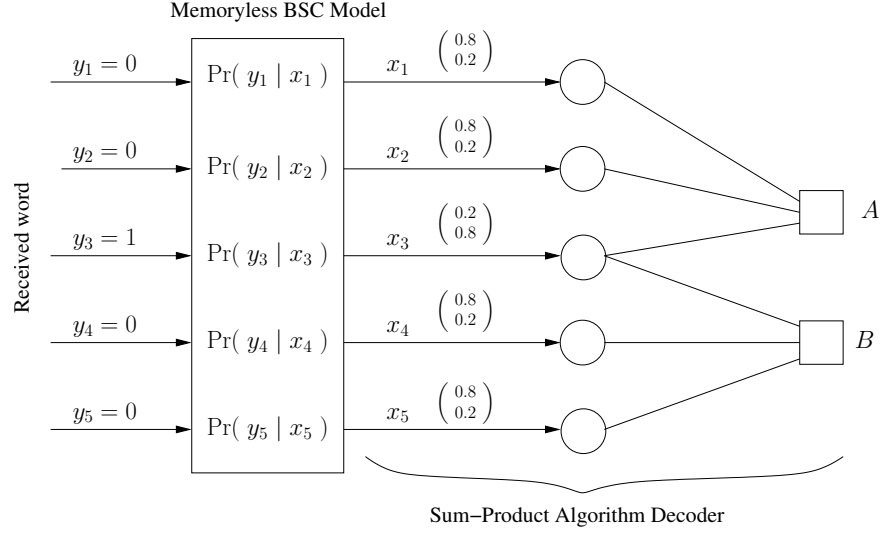 Memoryless BSC Model
Received word
y₁ = 0
Pr( y₁ | x₁ )
x₁
( 0.8
0.2 )
y₂ = 0
Pr( y₂ | x₂ )
x₂
( 0.8
0.2 )
A
y₃ = 1
Pr( y₃ | x₃ )
x₃
( 0.2
0.8 )
y₄ = 0
Pr( y₄ | x₄ )
x₄
( 0.8
0.2 )
B
y₅ = 0
Pr( y₅ | x₅ )
x₅
( 0.8
0.2 )
Sum−Product Algorithm Decoder